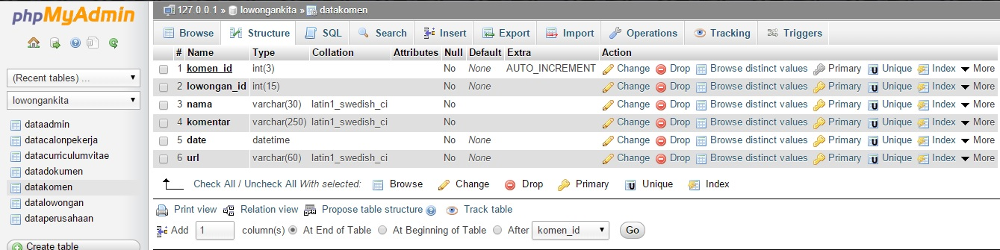 phpMyAdmin
(Recent tables) ...
lowongankita
dataadmin
datacalonpekerja
datacurriculumvitae
datadokumen
datakomen
datalowongan
dataperusahaan
Create table
127.0.0.1 » lowongankita » datakomen
Browse Structure SQL Search Insert Export Import Operations Tracking Triggers
# Name Type Collation Attributes Null Default Extra Action
1 komen_id int(3) No None AUTO_INCREMENT Change Drop Browse distinct values Primary Unique Index More
2 lowongan_id int(15) No None Change Drop Browse distinct values Primary Unique Index More
3 nama varchar(30) latin1_swedish_ci No Change Drop Browse distinct values Primary Unique Index More
4 komentar varchar(250) latin1_swedish_ci No Change Drop Browse distinct values Primary Unique Index More
5 date datetime No None Change Drop Browse distinct values Primary Unique Index More
6 url varchar(60) latin1_swedish_ci No None Change Drop Browse distinct values Primary Unique Index More
Check All / Uncheck All With selected: Browse Change Drop Primary Unique Index
Print view Relation view Propose table structure Track table
Add 1 column(s) At End of Table At Beginning of Table After komen_id Go